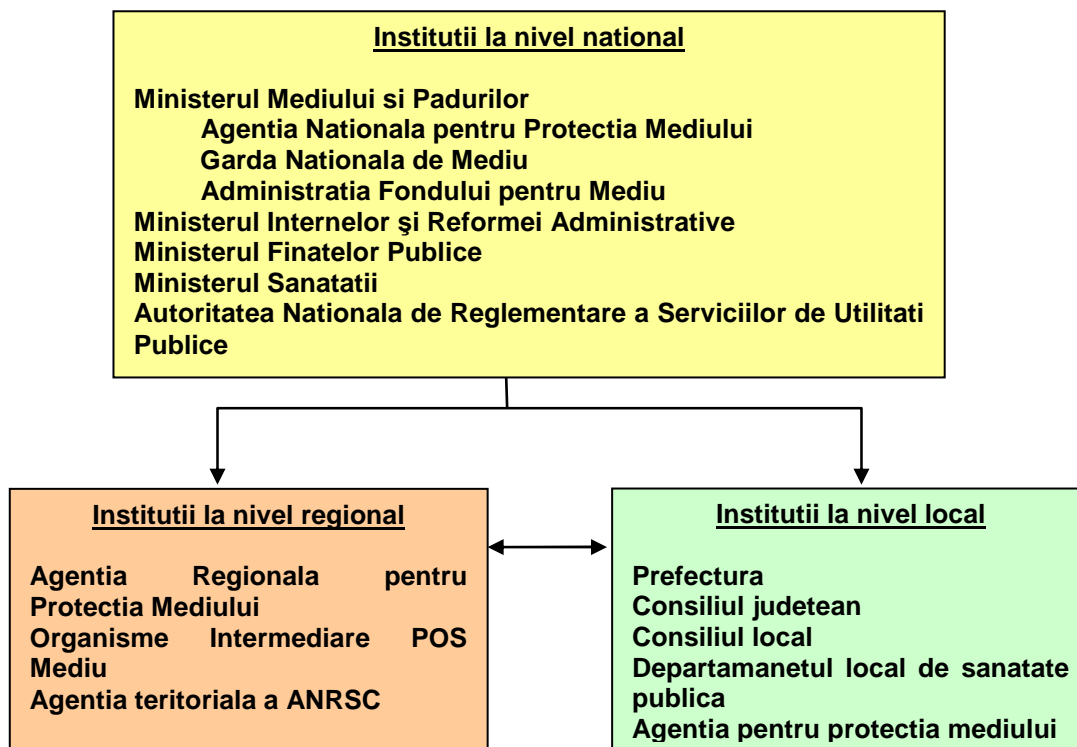 Institutii la nivel national
Ministerul Mediului si Padurilor
Agentia Nationala pentru Protectia Mediului
Garda Nationala de Mediu
Administratia Fondului pentru Mediu
Ministerul Internelor şi Reformei Administrative
Ministerul Finatelor Publice
Ministerul Sanatatii
Autoritatea Nationala de Reglementare a Serviciilor de Utilitati
Publice
Institutii la nivel regional
Agentia Regionala pentru
Protectia Mediului
Organisme Intermediare POS
Mediu
Agentia teritoriala a ANRSC
Institutii la nivel local
Prefectura
Consiliul judetean
Consiliul local
Departamanetul local de sanatate
publica
Agentia pentru protectia mediului